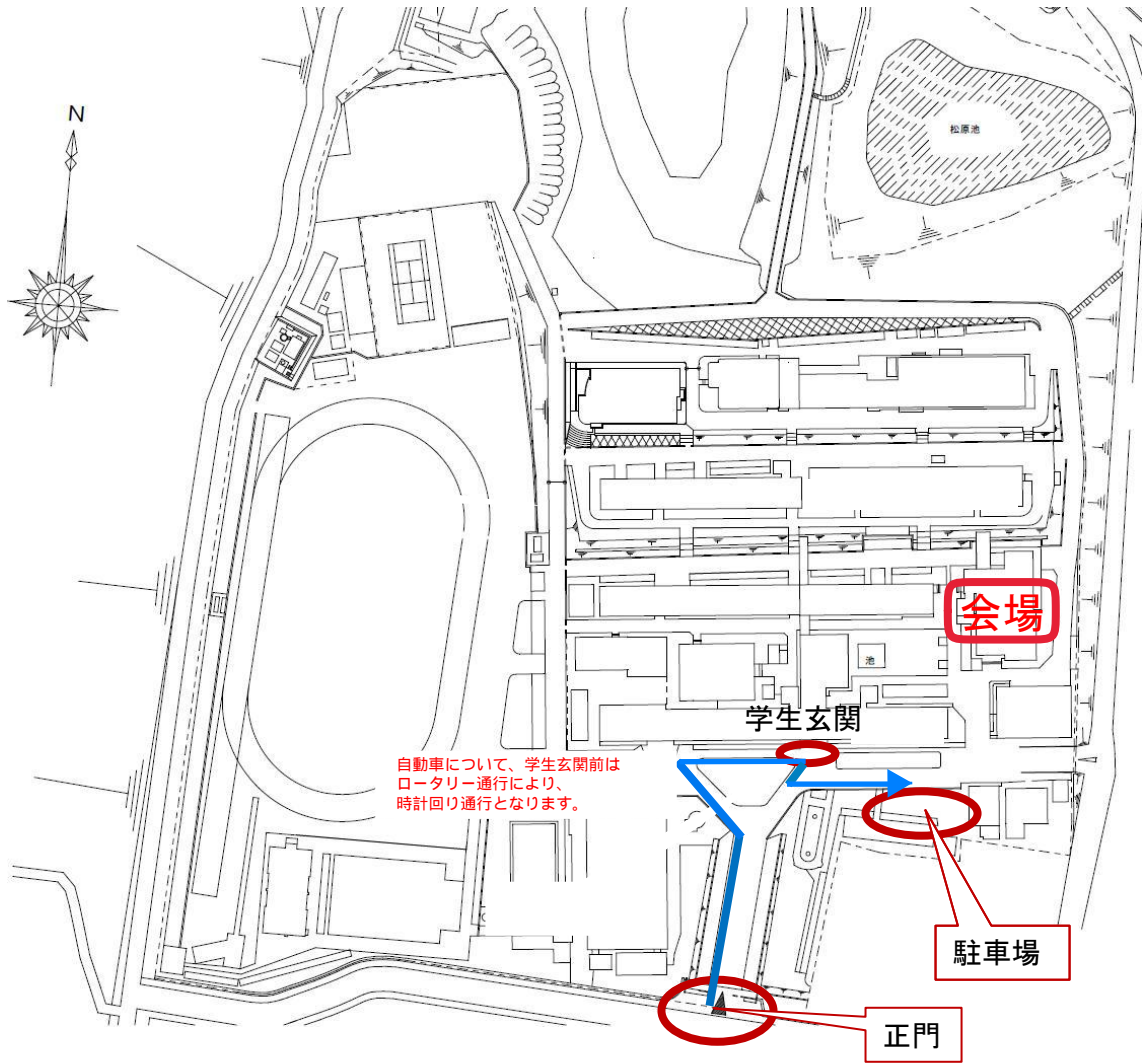 N
松原池
会場
池
学生玄関
自動車について、学生玄関前は
ロータリー通行により、
時計回り通行となります。
駐車場
正門